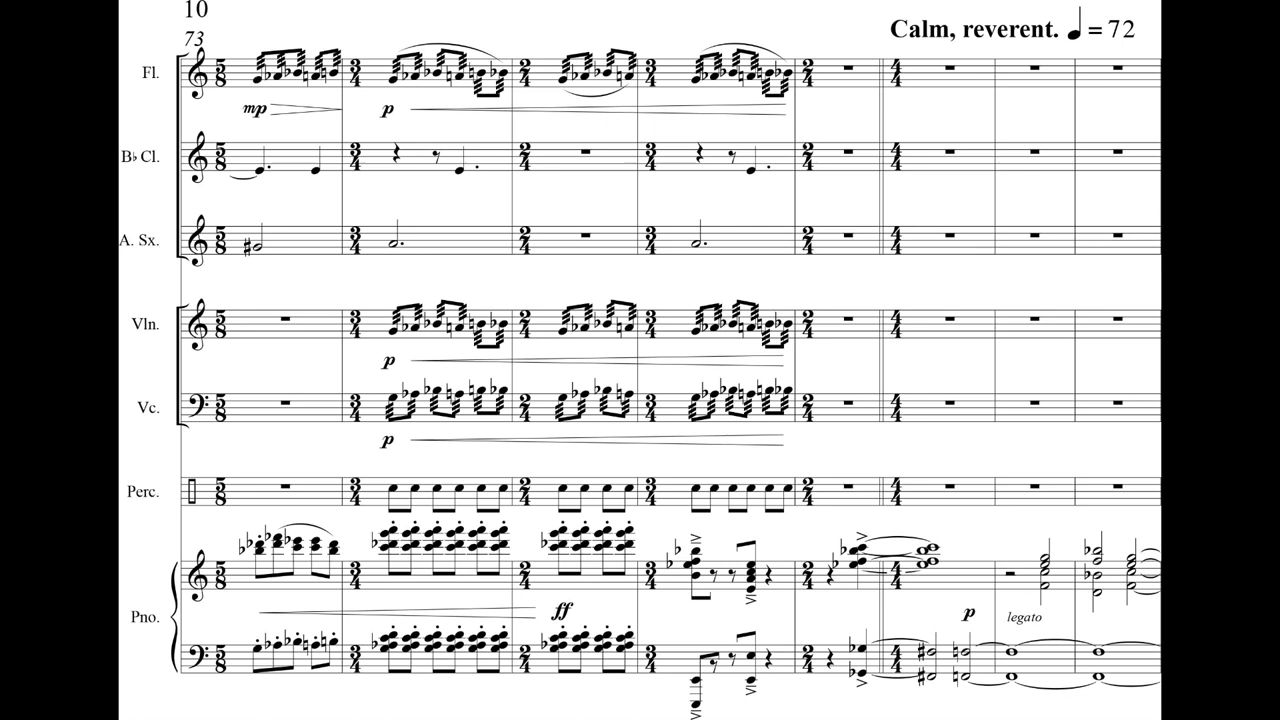 10
73
Calm, reverent. ♩ = 72
Fl.
mp
p
B♭ Cl.
A. Sx.
Vln.
p
Vc.
p
Perc.
Pno.
ff
p
legato